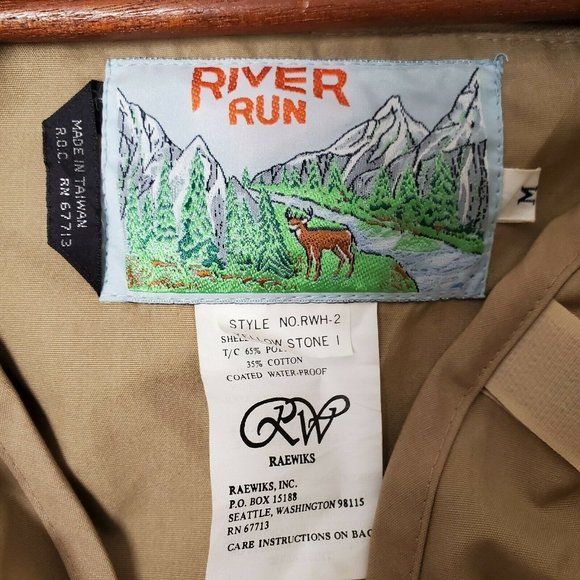 RIVER
RUN
MADE IN TAIWAN
R.O.C. RN 67713
M
STYLE NO.RWH-2
STONE 1
T/C 65%
35% COTTON
COATED WATER-PROOF
RW
RAEWIKS
RAEWIKS, INC.
P.O. BOX 15188
SEATTLE, WASHINGTON 98115
RN 67713
CARE INSTRUCTIONS ON BAC